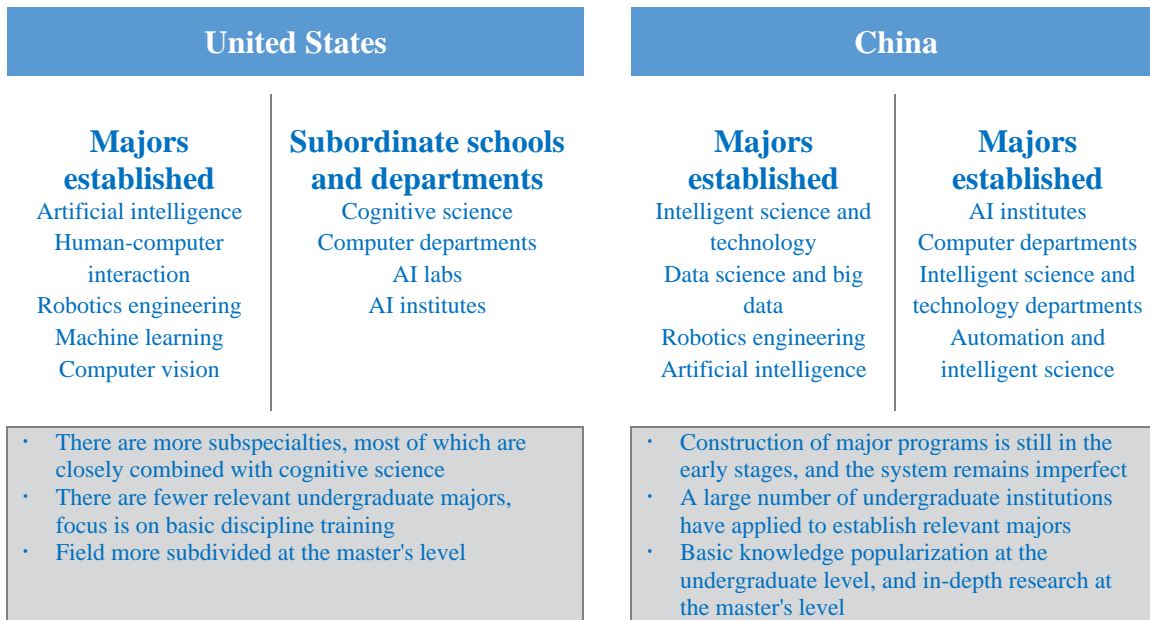 United States
Majors
established
Artificial intelligence
Human-computer
interaction
Robotics engineering
Machine learning
Computer vision
Subordinate schools
and departments
Cognitive science
Computer departments
AI labs
AI institutes
· There are more subspecialties, most of which are
closely combined with cognitive science
· There are fewer relevant undergraduate majors,
focus is on basic discipline training
· Field more subdivided at the master's level
China
Majors
established
Intelligent science and
technology
Data science and big
data
Robotics engineering
Artificial intelligence
Majors
established
AI institutes
Computer departments
Intelligent science and
technology departments
Automation and
intelligent science
· Construction of major programs is still in the
early stages, and the system remains imperfect
· A large number of undergraduate institutions
have applied to establish relevant majors
· Basic knowledge popularization at the
undergraduate level, and in-depth research at
the master's level